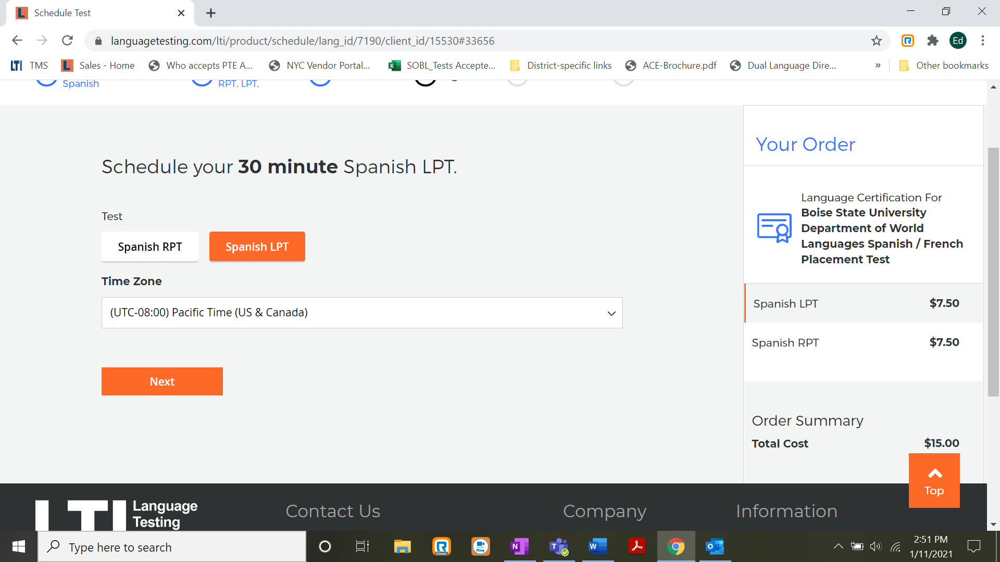 Schedule Test
languagetesting.com/lti/product/schedule/lang_id/7190/client_id/15530#33656
Ed
LTI TMS
L Sales - Home
Who accepts PTE A...
NYC Vendor Portal...
SOBL_Tests Accepte...
District-specific links
ACE-Brochure.pdf
Dual Language Dire...
»
Other bookmarks
Spanish
RPT, LPT,
Schedule your 30 minute Spanish LPT.
Test
Spanish RPT
Spanish LPT
Time Zone
(UTC-08:00) Pacific Time (US & Canada)
Next
Your Order
Language Certification For
Boise State University
Department of World
Languages Spanish / French
Placement Test
Spanish LPT $7.50
Spanish RPT $7.50
Order Summary
Total Cost $15.00
Top
LTI
Language
Testing
Contact Us
Company
Information
Type here to search
2:51 PM
1/11/2021